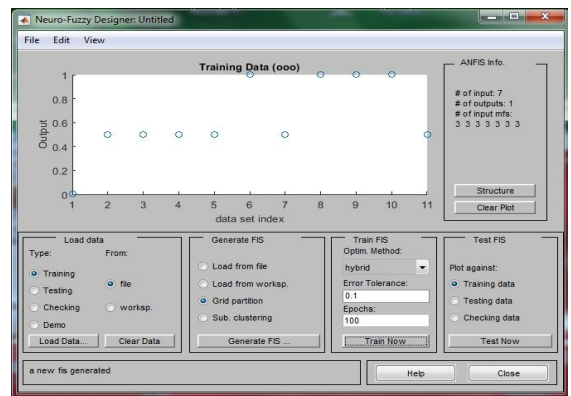 Neuro-Fuzzy Designer: Untitled
File Edit View
Training Data (ooo)
1
0.8
0.6
0.4
0.2
0
Output
1 2 3 4 5 6 7 8 9 10 11
data set index
ANFIS Info.
# of input: 7
# of outputs: 1
# of input mfs:
3 3 3 3 3 3 3
Structure
Clear Plot
Load data
Type: From:
Training
Testing
Checking
Demo
file
worksp.
Load Data... Clear Data
Generate FIS
Load from file
Load from worksp.
Grid partition
Sub. clustering
Generate FIS ...
Train FIS
Optim. Method:
hybrid
Error Tolerance:
0.1
Epochs:
100
Train Now
Test FIS
Plot against:
Training data
Testing data
Checking data
Test Now
a new fis generated
Help Close